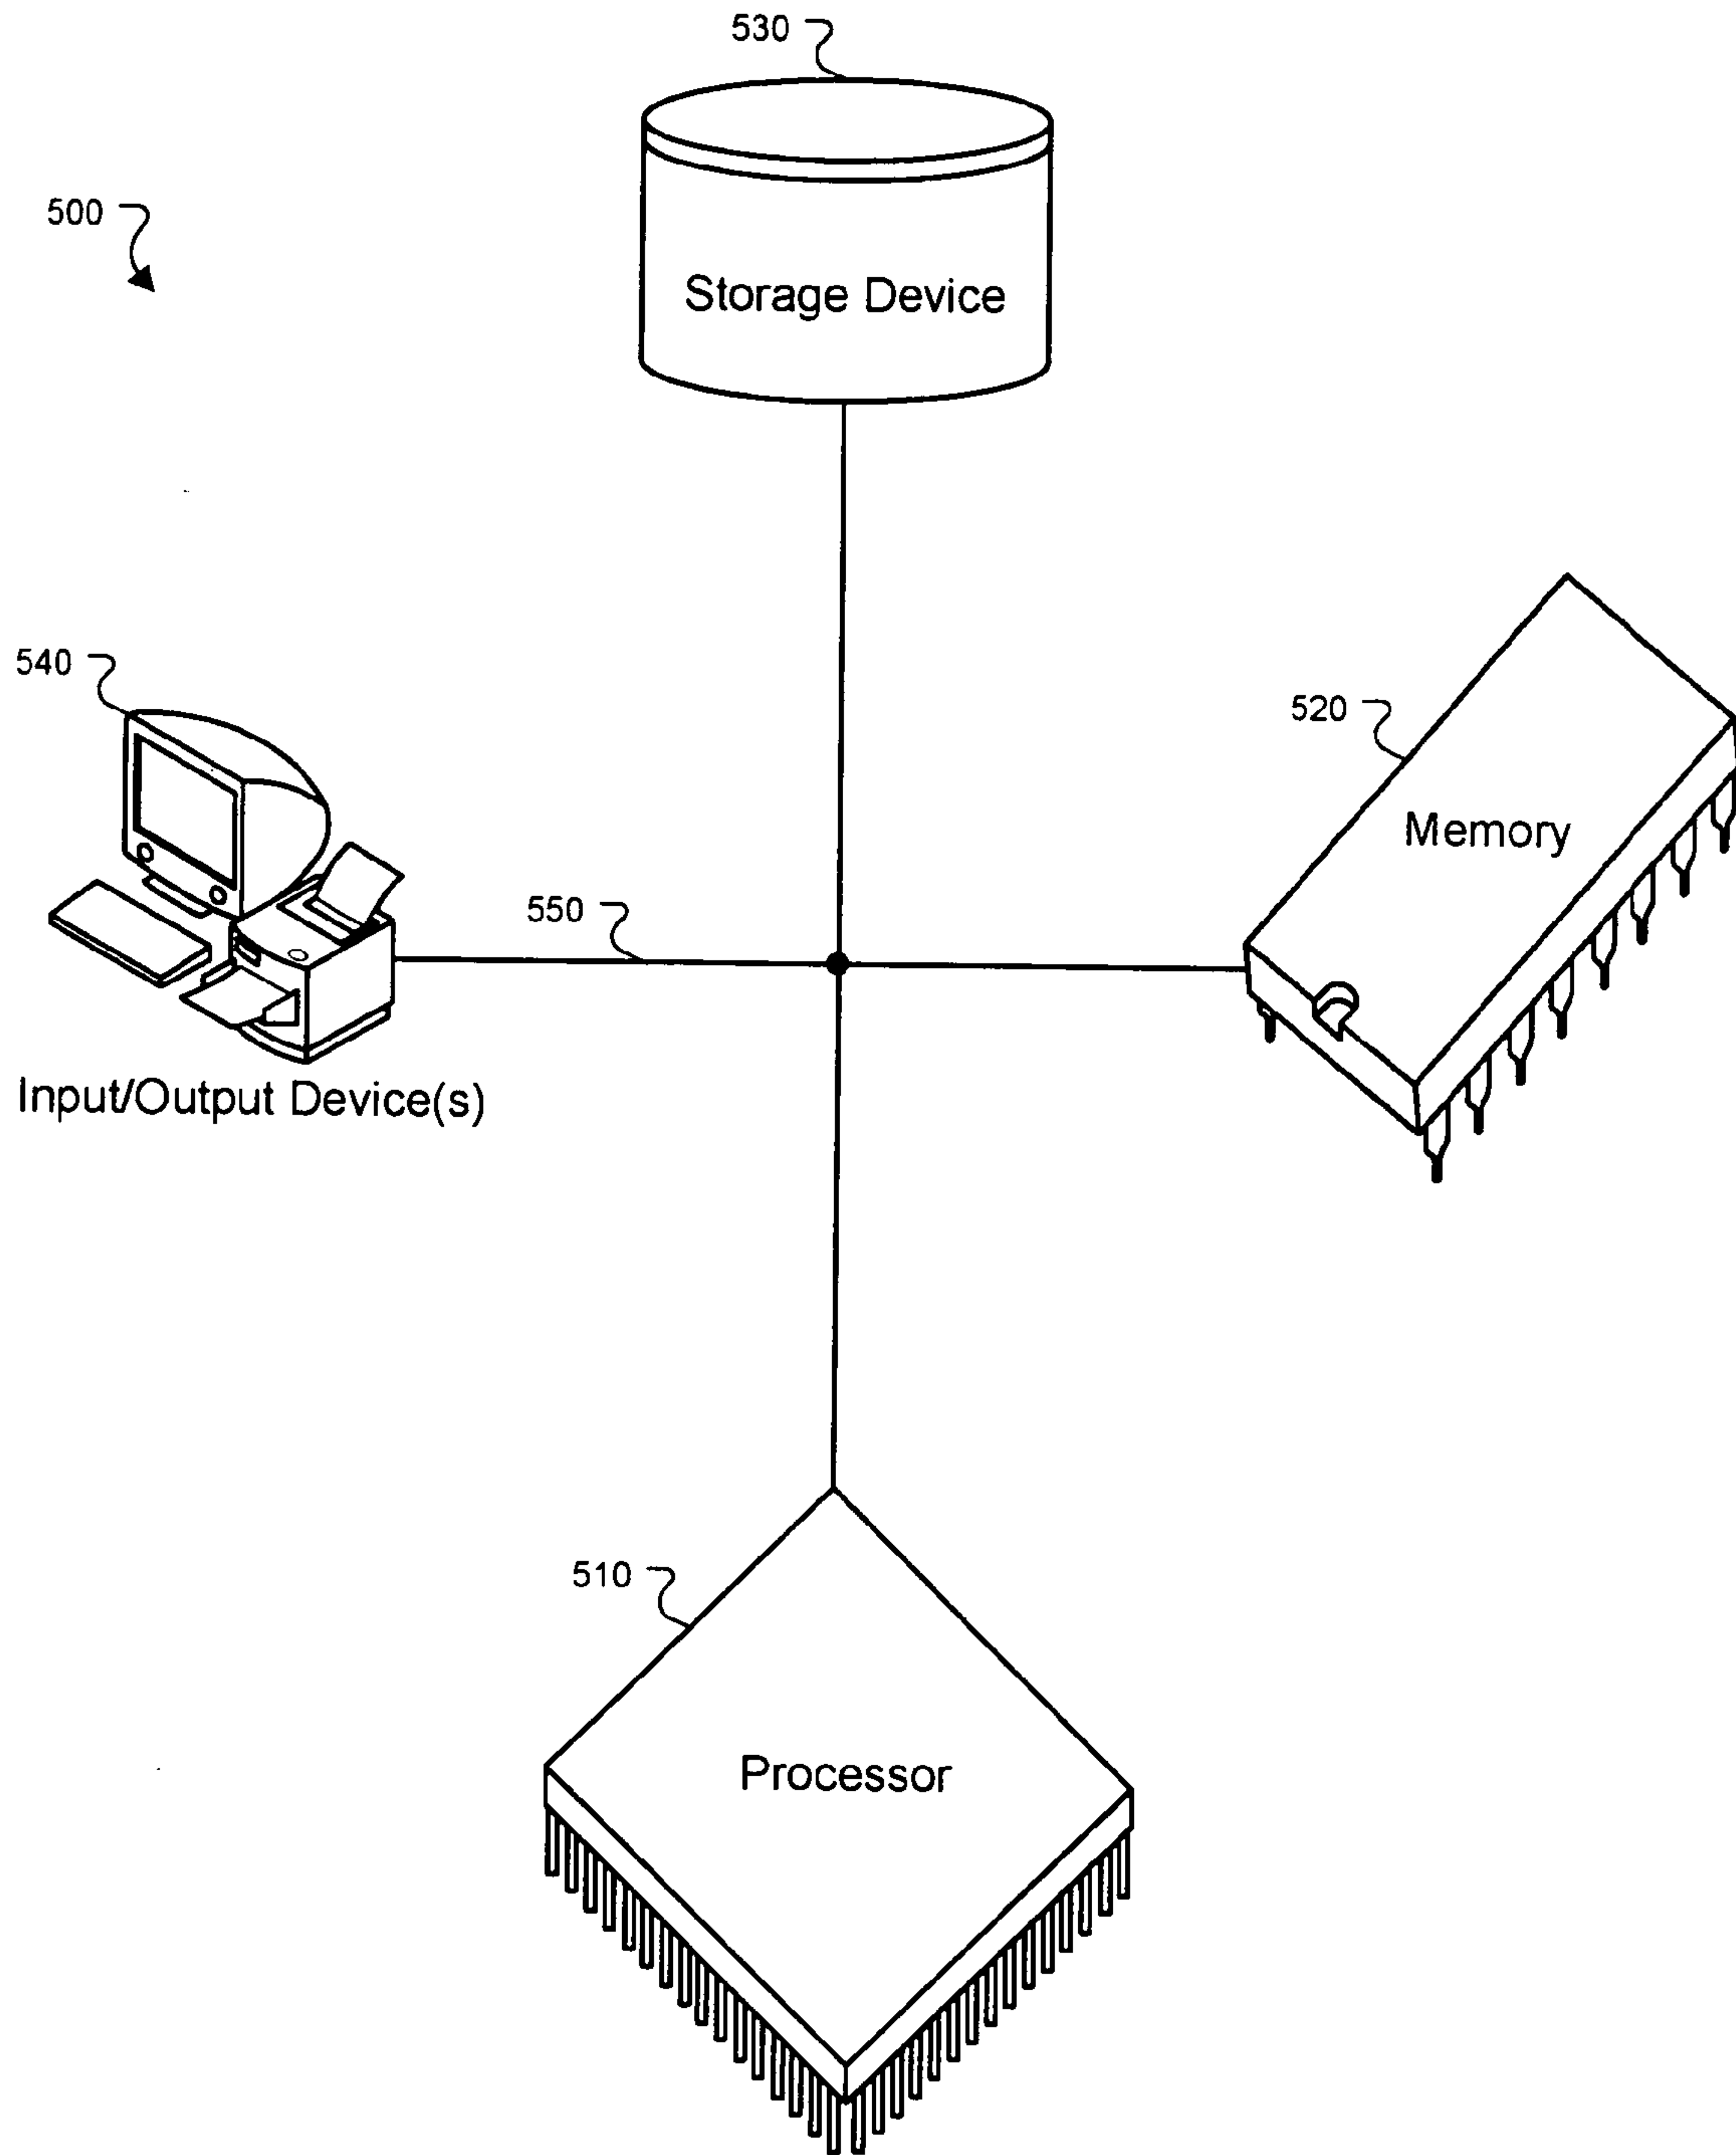 530
500
Storage Device
540
520
Memory
550
Input/Output Device(s)
510
Processor